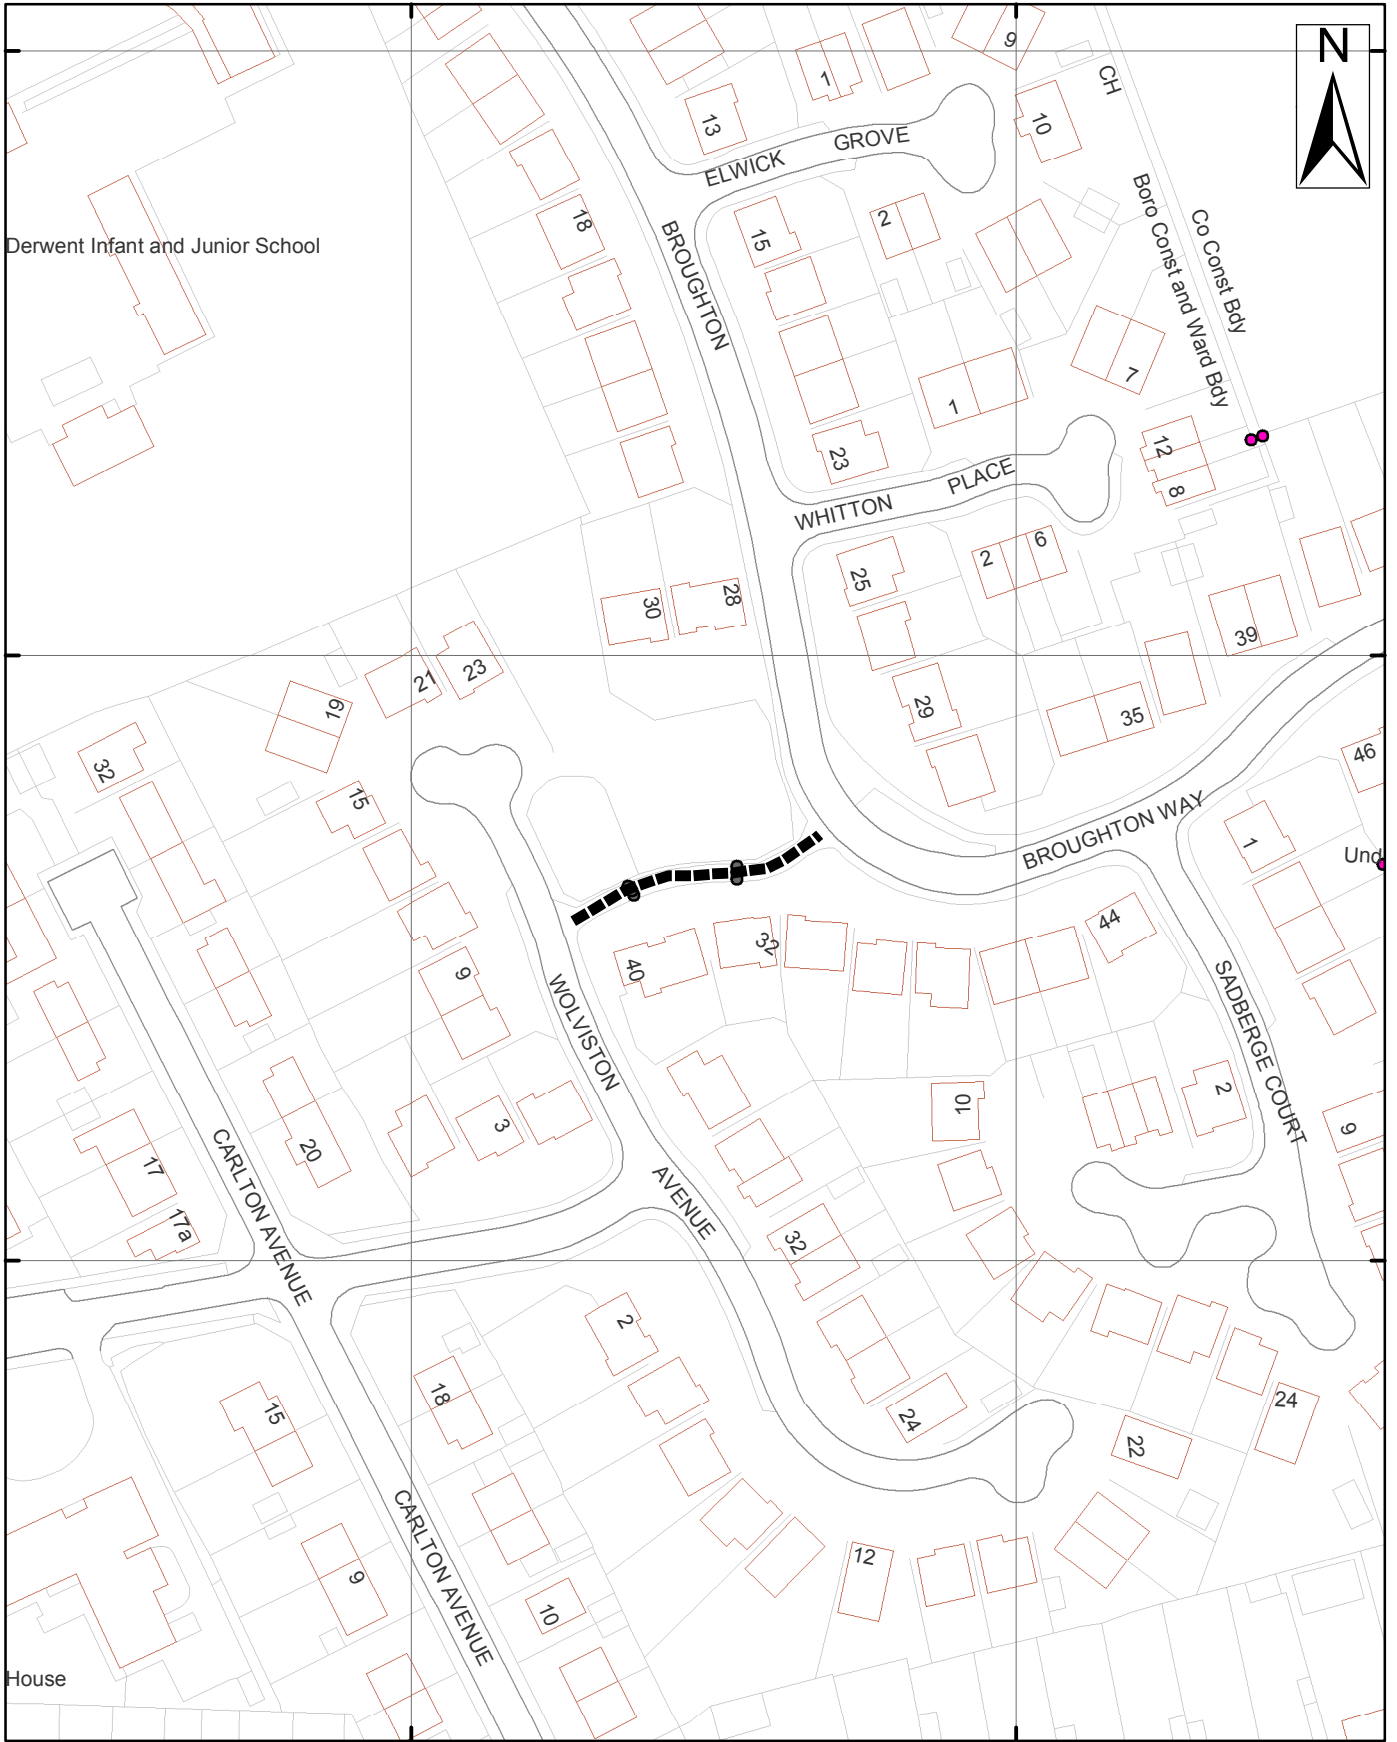 N
9
CH
1
13
10
ELWICK GROVE
18
15
2
BROUGHTON
Boro Const and Ward Bdy
Co Const Bdy
Derwent Infant and Junior School
7
1
12
23
8
WHITTON PLACE
25
2
6
30
28
39
21
23
19
29
35
46
32
15
BROUGHTON WAY
1
Und
44
32
40
9
WOLVISTON
SADBERGE COURT
2
10
3
9
20
17
CARLTON AVENUE
AVENUE
17a
32
2
18
15
24
24
22
CARLTON AVENUE
12
9
10
House